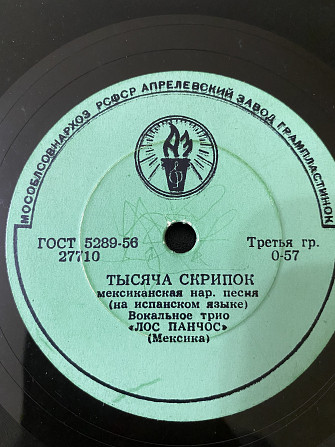 МОСОБЛСОВНАРХОЗ РСФСР АПРЕЛЕВСКИЙ ЗАВОД ГРАМПЛАСТИНОК
ГОСТ 5289-56
27710
Третья гр.
0-57
ТЫСЯЧА СКРИПОК
мексиканская нар. песня
(на испанском языке)
Вокальное трио
«ЛОС ПАНЧОС»
(Мексика)